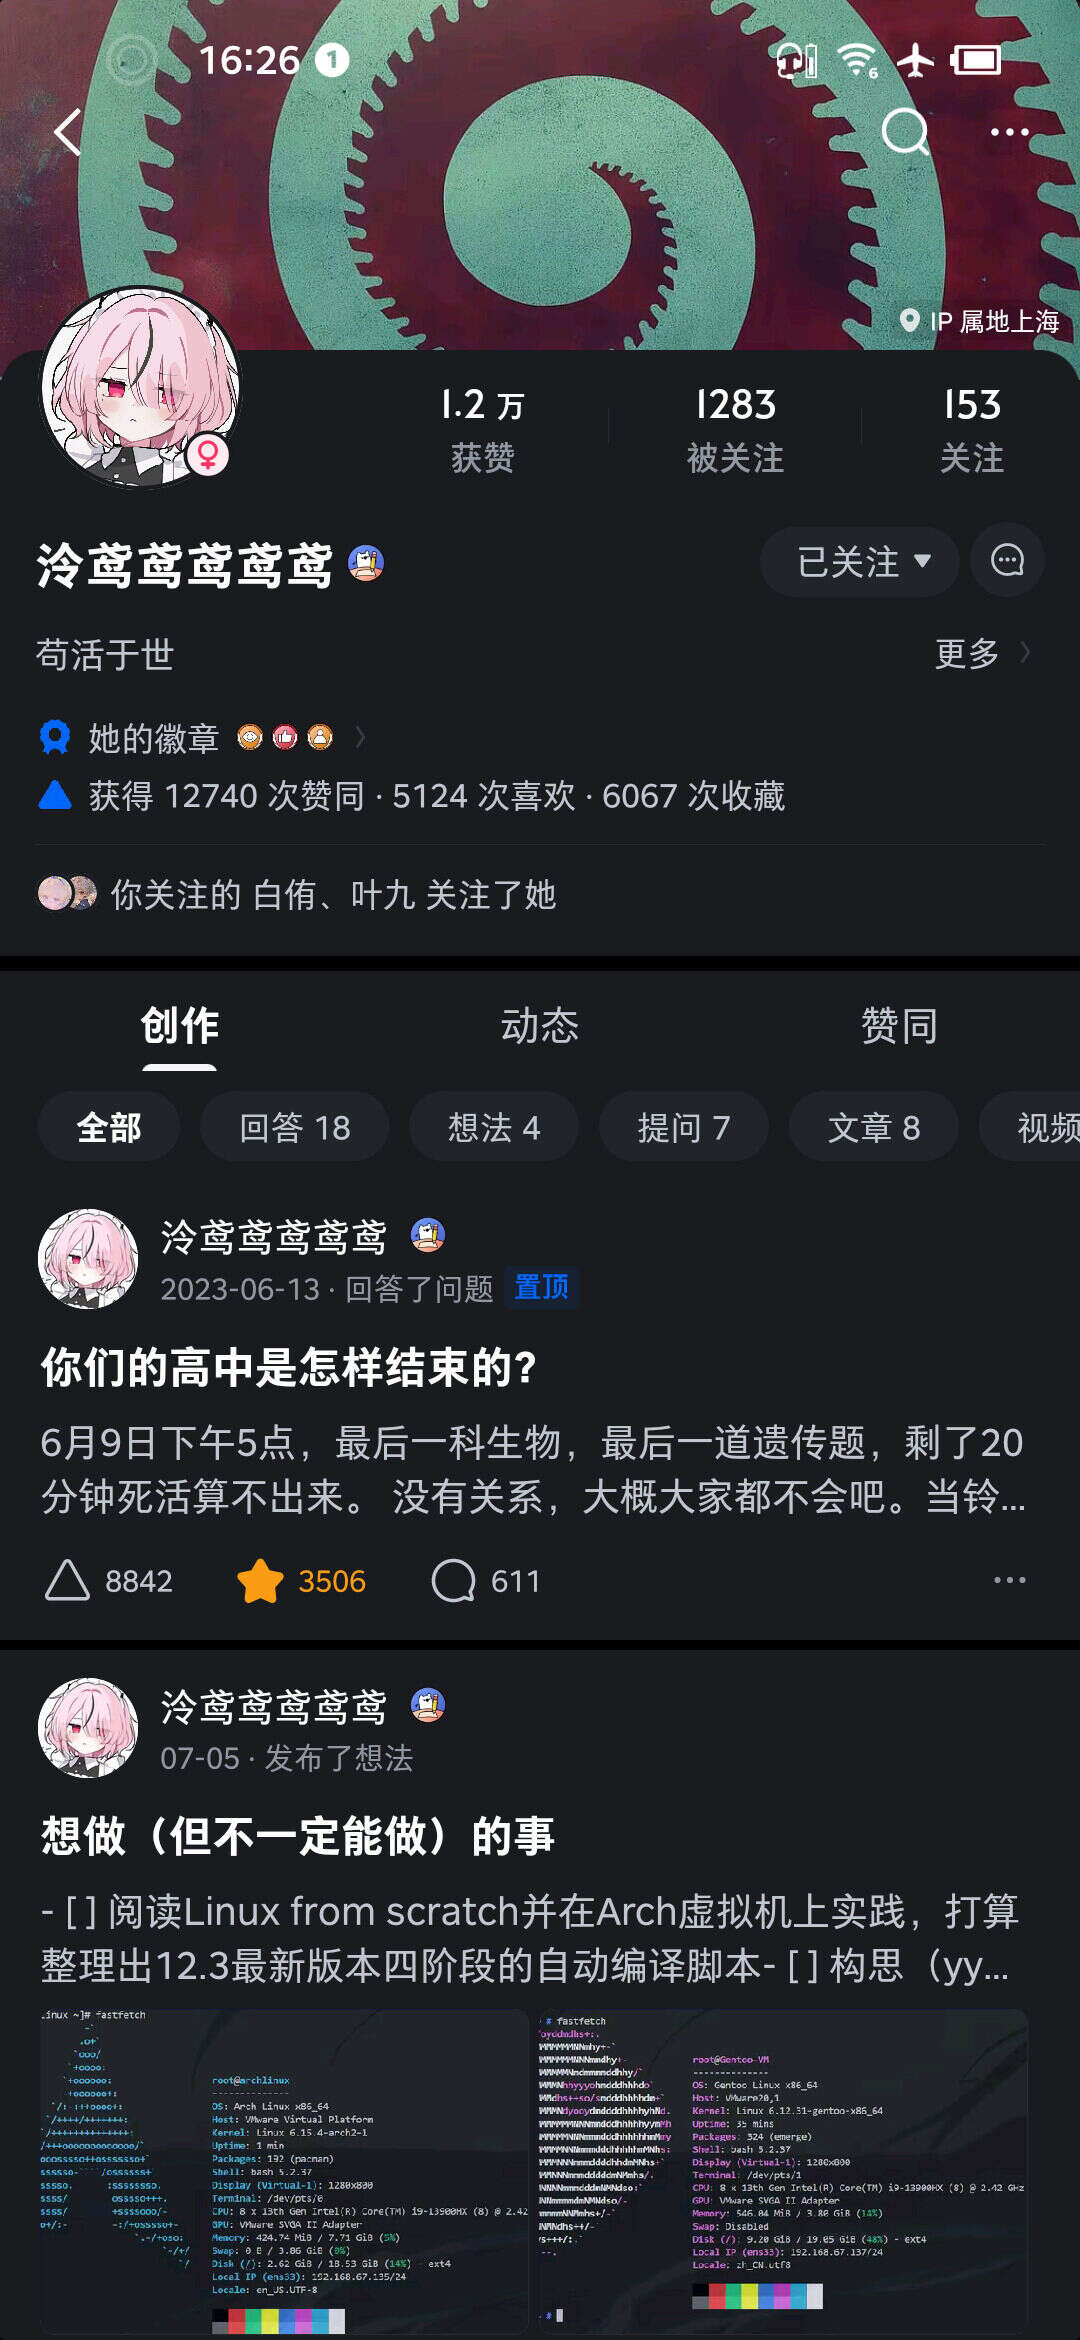 16:26 1
6
IP 属地上海
1.2 万 1283 153
获赞 被关注 关注
泠鸢鸢鸢鸢鸢
已关注
苟活于世
更多
她的徽章
获得 12740 次赞同 · 5124 次喜欢 · 6067 次收藏
你关注的 白侑、叶九 关注了她
创作 动态 赞同
全部 回答 18 想法 4 提问 7 文章 8 视频
泠鸢鸢鸢鸢鸢
2023-06-13 · 回答了问题 置顶
你们的高中是怎样结束的?
6月9日下午5点，最后一科生物，最后一道遗传题，剩了20
分钟死活算不出来。 没有关系，大概大家都不会吧。当铃...
8842 3506 611
泠鸢鸢鸢鸢鸢
07-05 · 发布了想法
想做（但不一定能做）的事
- [ ] 阅读Linux from scratch并在Arch虚拟机上实践，打算
整理出12.3最新版本四阶段的自动编译脚本- [ ] 构思（yy...
inux ~]# fastfetch
root@archlinux
OS: Arch Linux x86_64
Host: VMware Virtual Platform
Kernel: Linux 6.15.4-arch2-1
Uptime: 1 min
Packages: 192 (pacman)
Shell: bash 5.2.37
Display (Virtual-1): 1280x800
Terminal: /dev/pts/0
CPU: 8 x 13th Gen Intel(R) Core(TM) i9-13900HX (8) @ 2.42
GPU: VMware SVGA II Adapter
Memory: 424.74 MiB / 7.71 GiB (5%)
Swap: 0 B / 3.86 GiB (0%)
Disk (/): 2.62 GiB / 18.53 GiB (14%) - ext4
Local IP (ens33): 192.168.67.135/24
Locale: en_US.UTF-8
# fastfetch
root@Gentoo-VM
OS: Gentoo Linux x86_64
Host: VMware20,1
Kernel: Linux 6.12.31-gentoo-x86_64
Uptime: 35 mins
Packages: 324 (emerge)
Shell: bash 5.2.37
Display (Virtual-1): 1280x800
Terminal: /dev/pts/1
CPU: 8 x 13th Gen Intel(R) Core(TM) i9-13900HX (8) @ 2.42 GHz
GPU: VMware SVGA II Adapter
Memory: 546.04 MiB / 3.80 GiB (14%)
Swap: Disabled
Disk (/): 9.20 GiB / 19.05 GiB (48%) - ext4
Local IP (ens33): 192.168.67.137/24
Locale: zh_CN.utf8
#